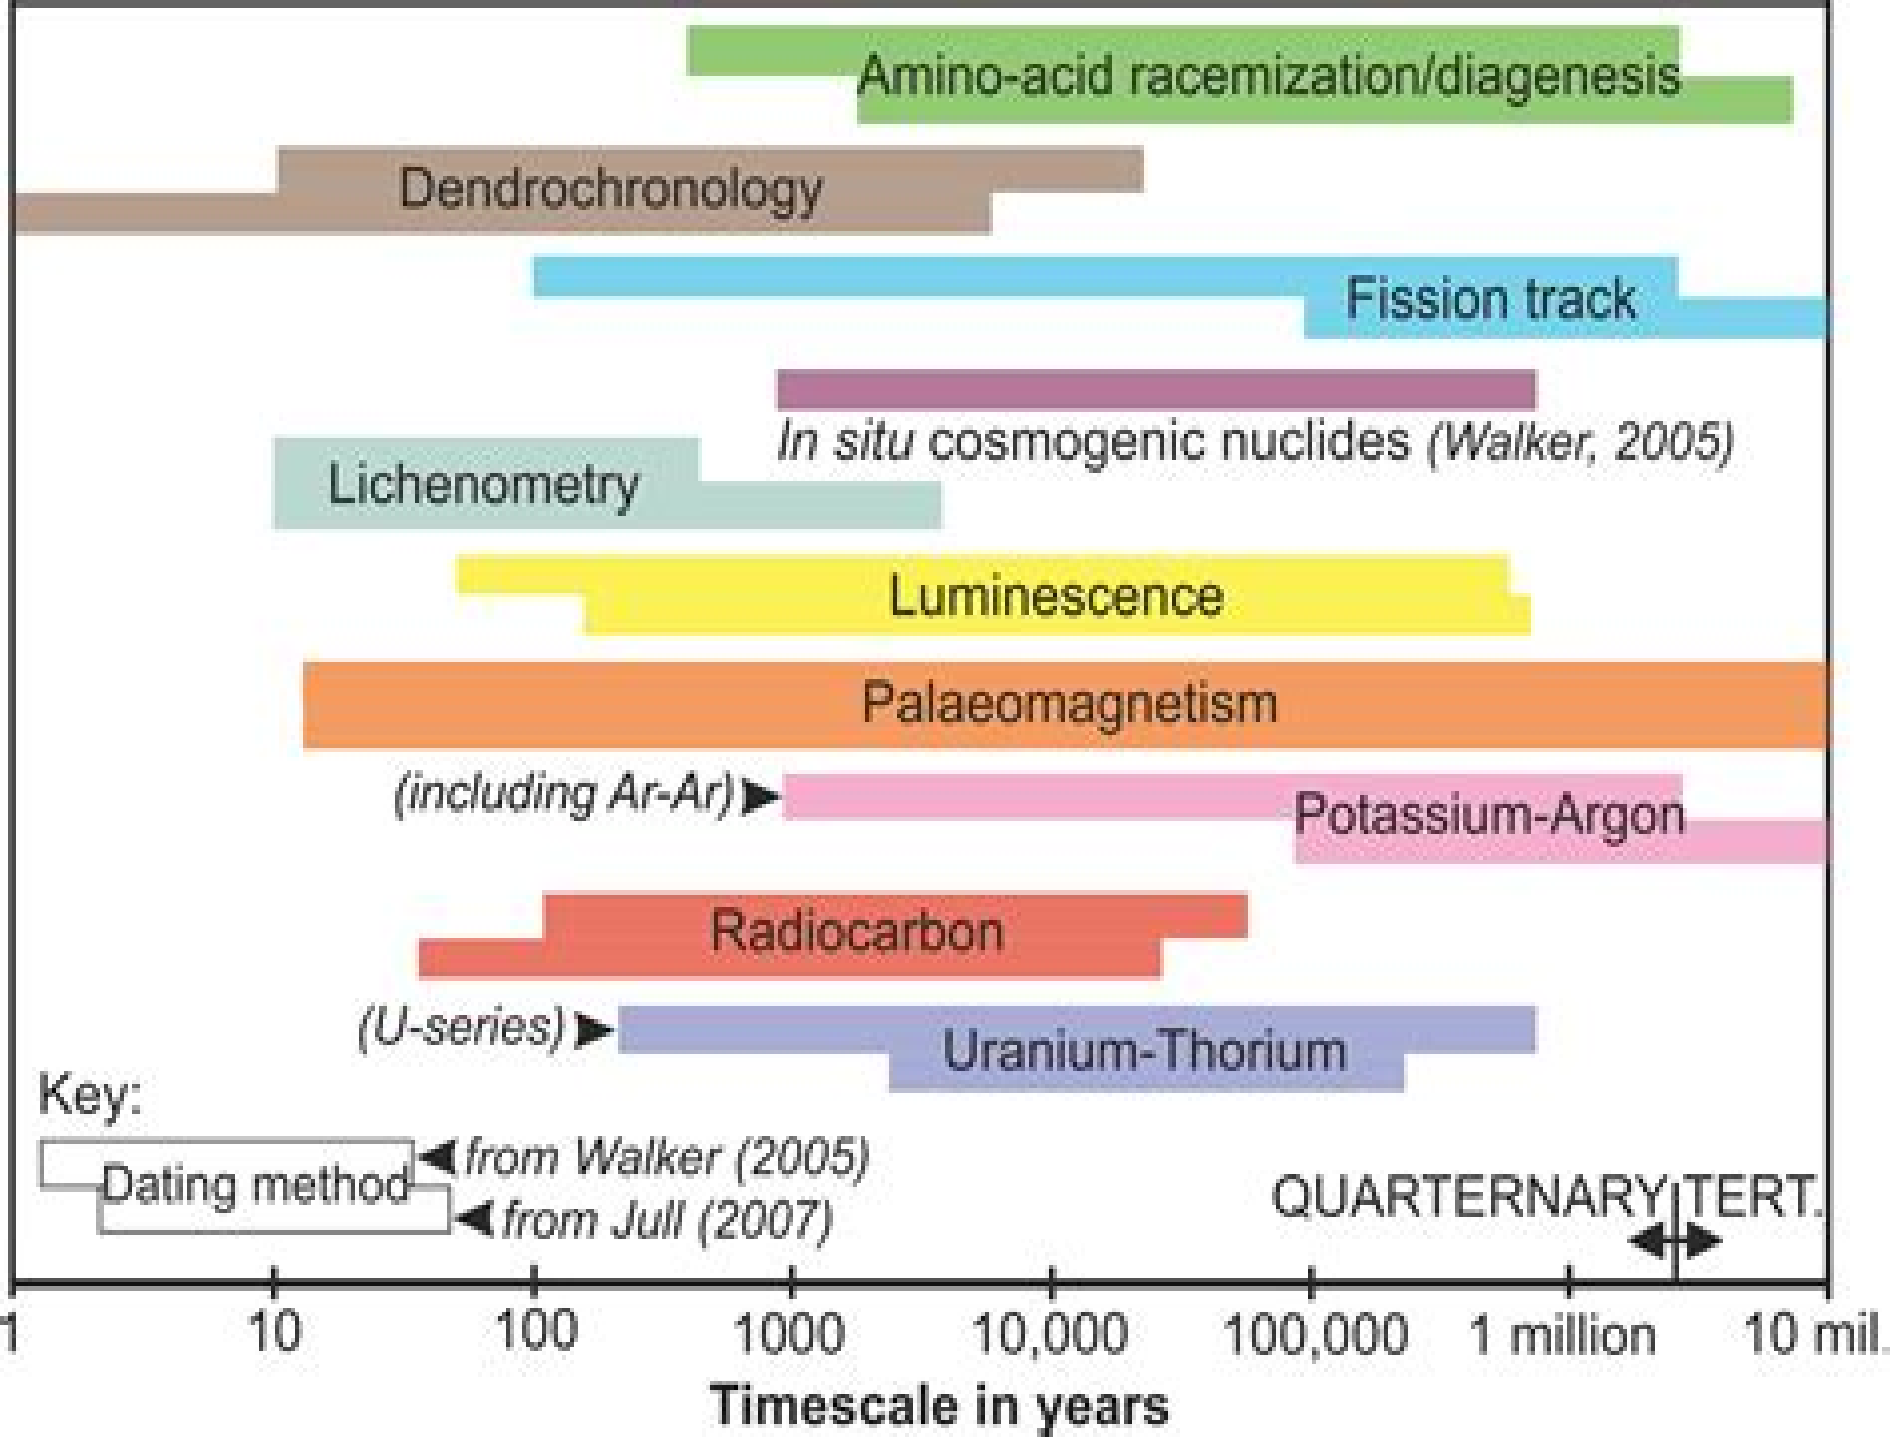 Amino-acid racemization/diagenesis
Dendrochronology
Fission track
In situ cosmogenic nuclides (Walker, 2005)
Lichenometry
Luminescence
Palaeomagnetism
(including Ar-Ar)
Potassium-Argon
Radiocarbon
(U-series)
Uranium-Thorium
Key:
from Walker (2005)
Dating method
from Jull (2007)
QUARTERNARY TERT.
1 10 100 1000 10,000 100,000 1 million 10 mil.
Timescale in years